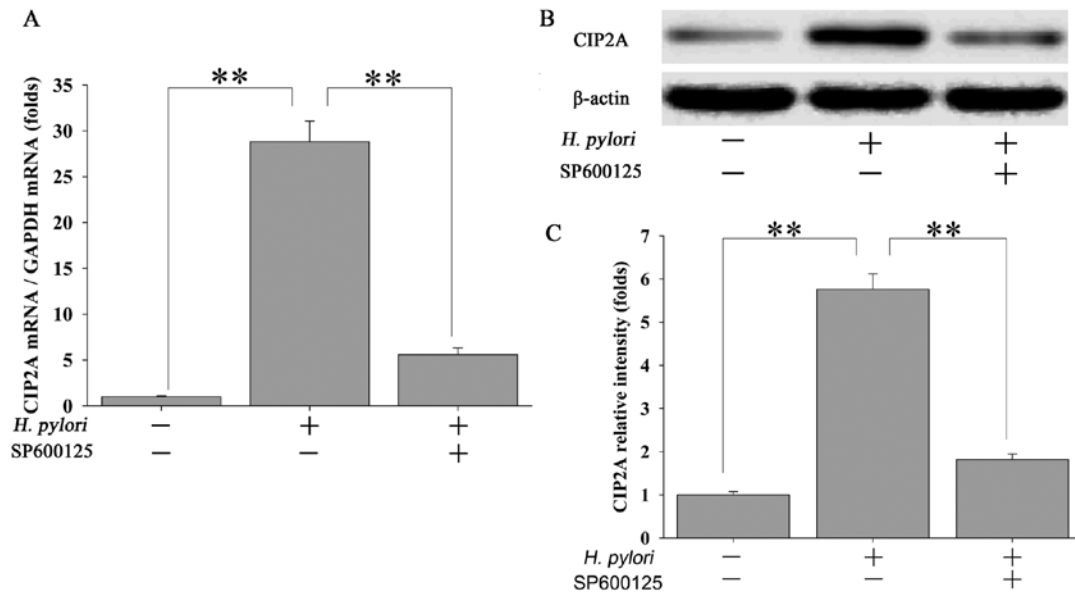 A
CIP2A mRNA / GAPDH mRNA (folds)
35
30
25
20
15
10
5
0
** **
H. pylori − + +
SP600125 − − +
B
CIP2A
β-actin
H. pylori − + +
SP600125 − − +
C
CIP2A relative intensity (folds)
7
6
5
4
3
2
1
0
** **
H. pylori − + +
SP600125 − − +